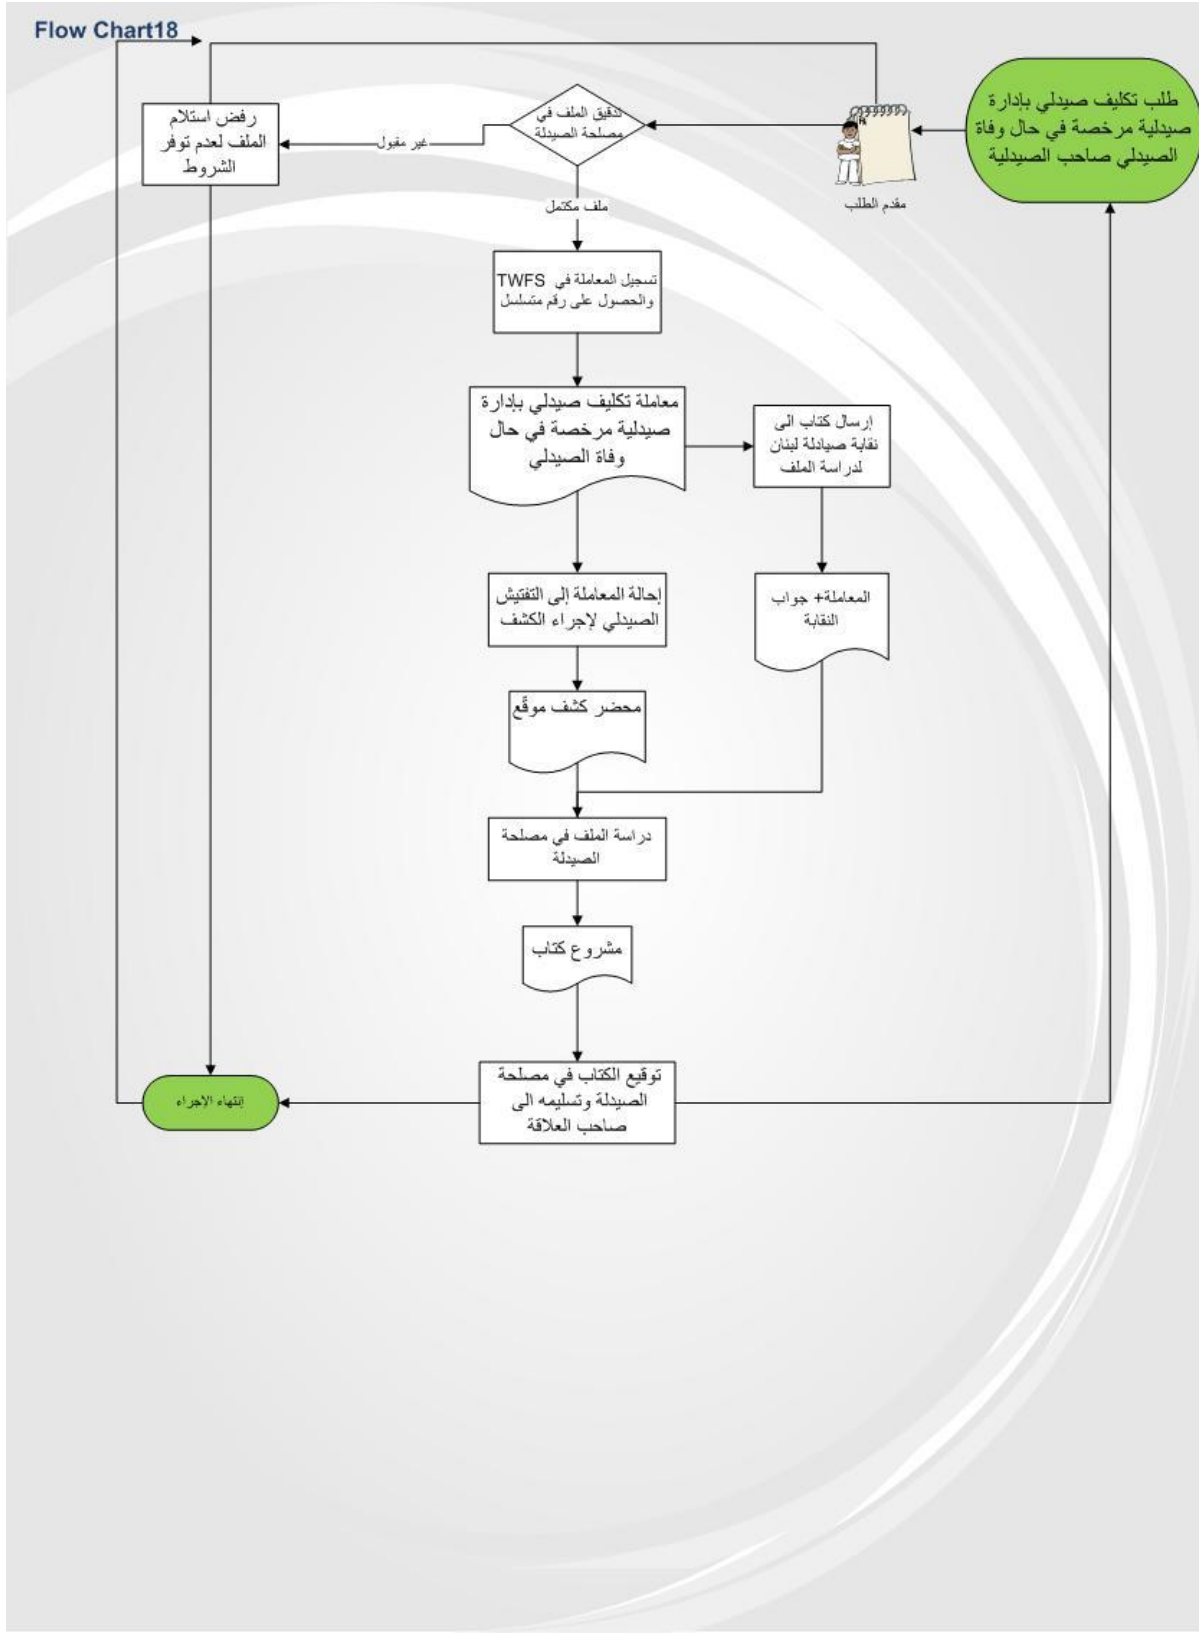 Flow Chart18
طلب تكليف صيدلي بإدارة
صيدلية مرخصة في حال وفاة
الصيدلي صاحب الصيدلية
مقدم الطلب
تدقيق الملف في
مصلحة الصيدلة
غير مقبول
رفض استلام
الملف لعدم توفر
الشروط
ملف مكتمل
تسجيل المعاملة في TWFS
والحصول على رقم متسلسل
معاملة تكليف صيدلي بإدارة
صيدلية مرخصة في حال
وفاة الصيدلي
إرسال كتاب الى
نقابة صيادلة لبنان
لدراسة الملف
إحالة المعاملة إلى التفتيش
الصيدلي لإجراء الكشف
المعاملة+ جواب
النقابة
محضر كشف موقّع
دراسة الملف في مصلحة
الصيدلة
مشروع كتاب
توقيع الكتاب في مصلحة
الصيدلة وتسليمه الى
صاحب العلاقة
إنتهاء الإجراء